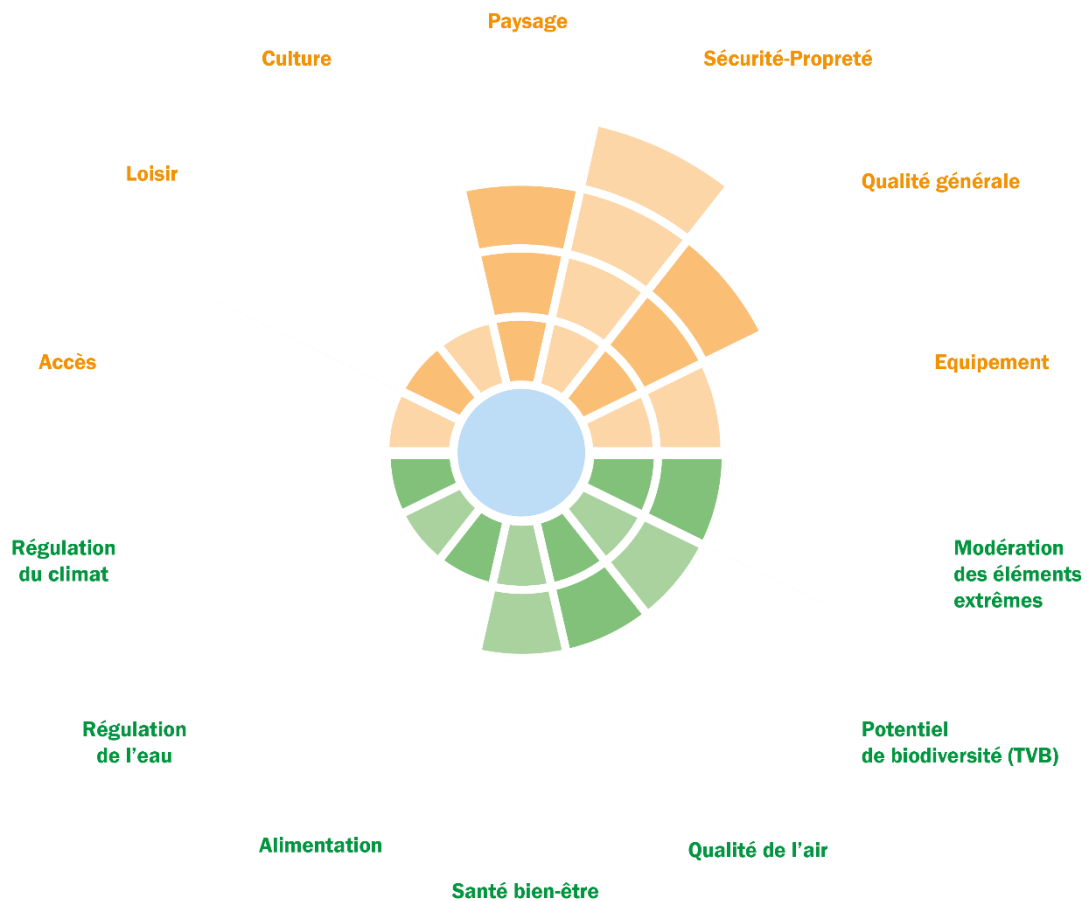 Paysage
Culture
Sécurité-Propreté
Loisir
Qualité générale
Accès
Equipement
Régulation
du climat
Modération
des éléments
extrêmes
Régulation
de l'eau
Potentiel
de biodiversité (TVB)
Alimentation
Qualité de l'air
Santé bien-être